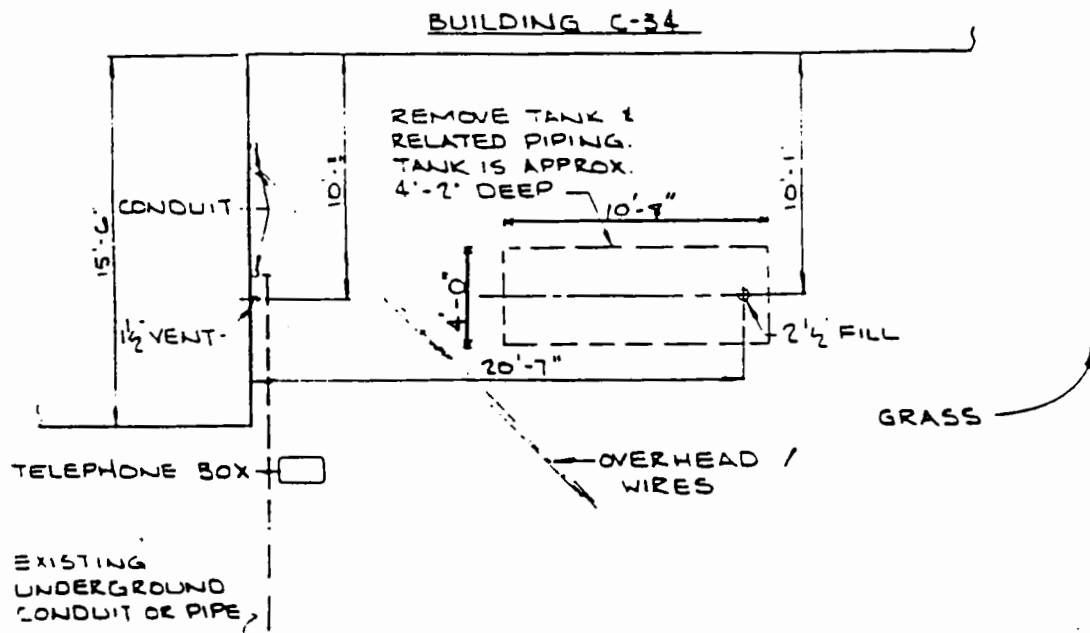 BUILDING C-34
REMOVE TANK &
RELATED PIPING.
TANK IS APPROX.
4'-2" DEEP
10'-1"
10'-1"
CONDUIT
15'-6"
4'-0"
1½" VENT
2½" FILL
20'-7"
GRASS
TELEPHONE BOX
OVERHEAD
WIRES
EXISTING
UNDERGROUND
CONDUIT OR PIPE